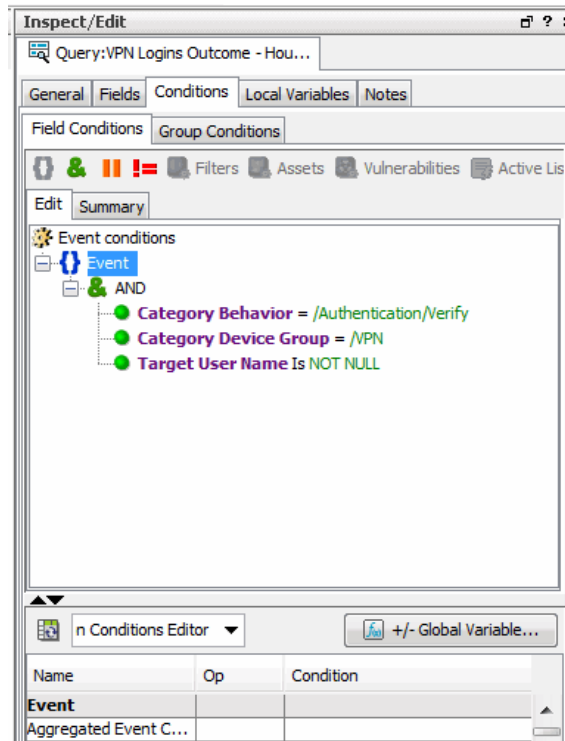 Inspect/Edit
Query:VPN Logins Outcome - Hou...
General Fields Conditions Local Variables Notes
Field Conditions Group Conditions
{} & != Filters Assets Vulnerabilities Active Lis
Edit Summary
Event conditions
{} Event
& AND
Category Behavior = /Authentication/Verify
Category Device Group = /VPN
Target User Name Is NOT NULL
n Conditions Editor +/- Global Variable...
Name Op Condition
Event
Aggregated Event C...